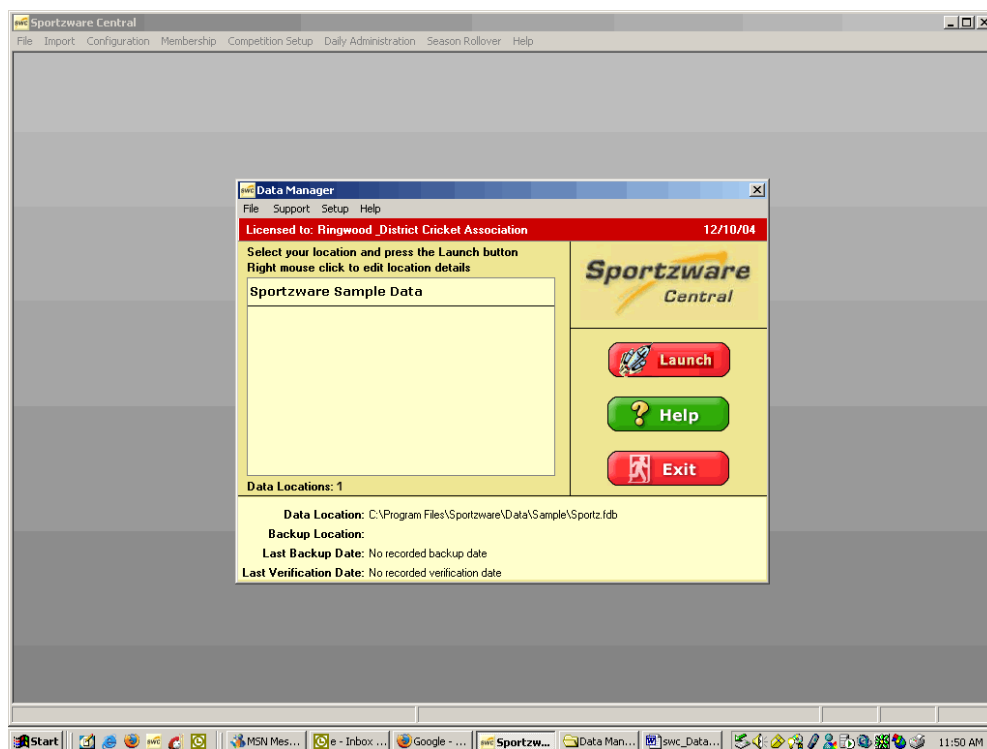 swc Sportzware Central
File Import Configuration Membership Competition Setup Daily Administration Season Rollover Help
swc Data Manager
File Support Setup Help
Licensed to: Ringwood _District Cricket Association 12/10/04
Select your location and press the Launch button
Right mouse click to edit location details
Sportzware Sample Data
Sportzware
Central
Launch
Help
Exit
Data Locations: 1
Data Location: C:\Program Files\Sportzware\Data\Sample\Sportz.fdb
Backup Location:
Last Backup Date: No recorded backup date
Last Verification Date: No recorded verification date
Start swc MSN Mes... e - Inbox ... Google - ... swc Sportzw... Data Man... swc_Data... 11:50 AM